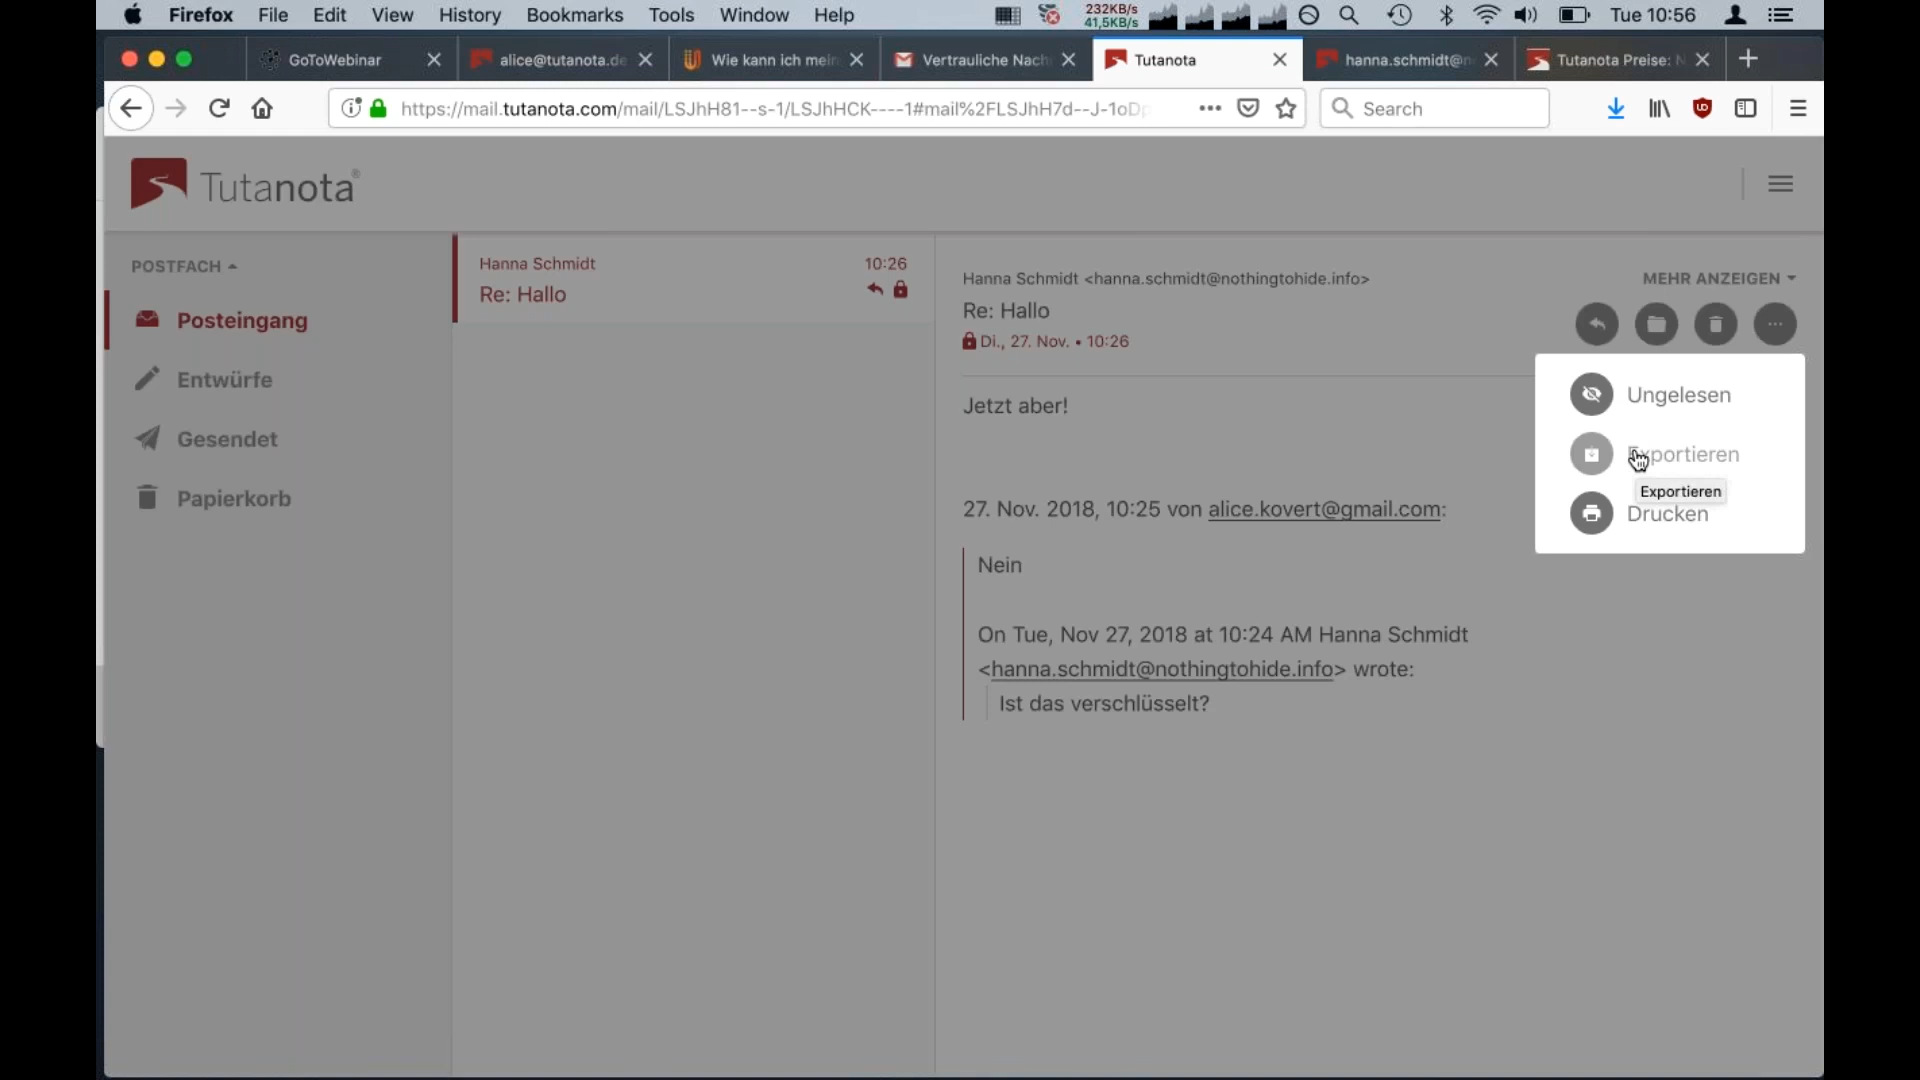 Firefox File Edit View History Bookmarks Tools Window Help
232KB/s
41,5KB/s
Tue 10:56
GoToWebinar
alice@tutanota.de
Wie kann ich mein
Vertrauliche Nach
Tutanota
hanna.schmidt@n
Tutanota Preise: N
https://mail.tutanota.com/mail/LSJhH81--s-1/LSJhHCK----1#mail%2FLSJhH7d--J-1oDp
Search
Tutanota®
POSTFACH
Posteingang
Entwürfe
Gesendet
Papierkorb
Hanna Schmidt 10:26
Re: Hallo
Hanna Schmidt <hanna.schmidt@nothingtohide.info>
MEHR ANZEIGEN
Re: Hallo
Di., 27. Nov. • 10:26
Ungelesen
Exportieren
Exportieren
Drucken
Jetzt aber!
27. Nov. 2018, 10:25 von alice.kovert@gmail.com:
Nein
On Tue, Nov 27, 2018 at 10:24 AM Hanna Schmidt
<hanna.schmidt@nothingtohide.info> wrote:
Ist das verschlüsselt?